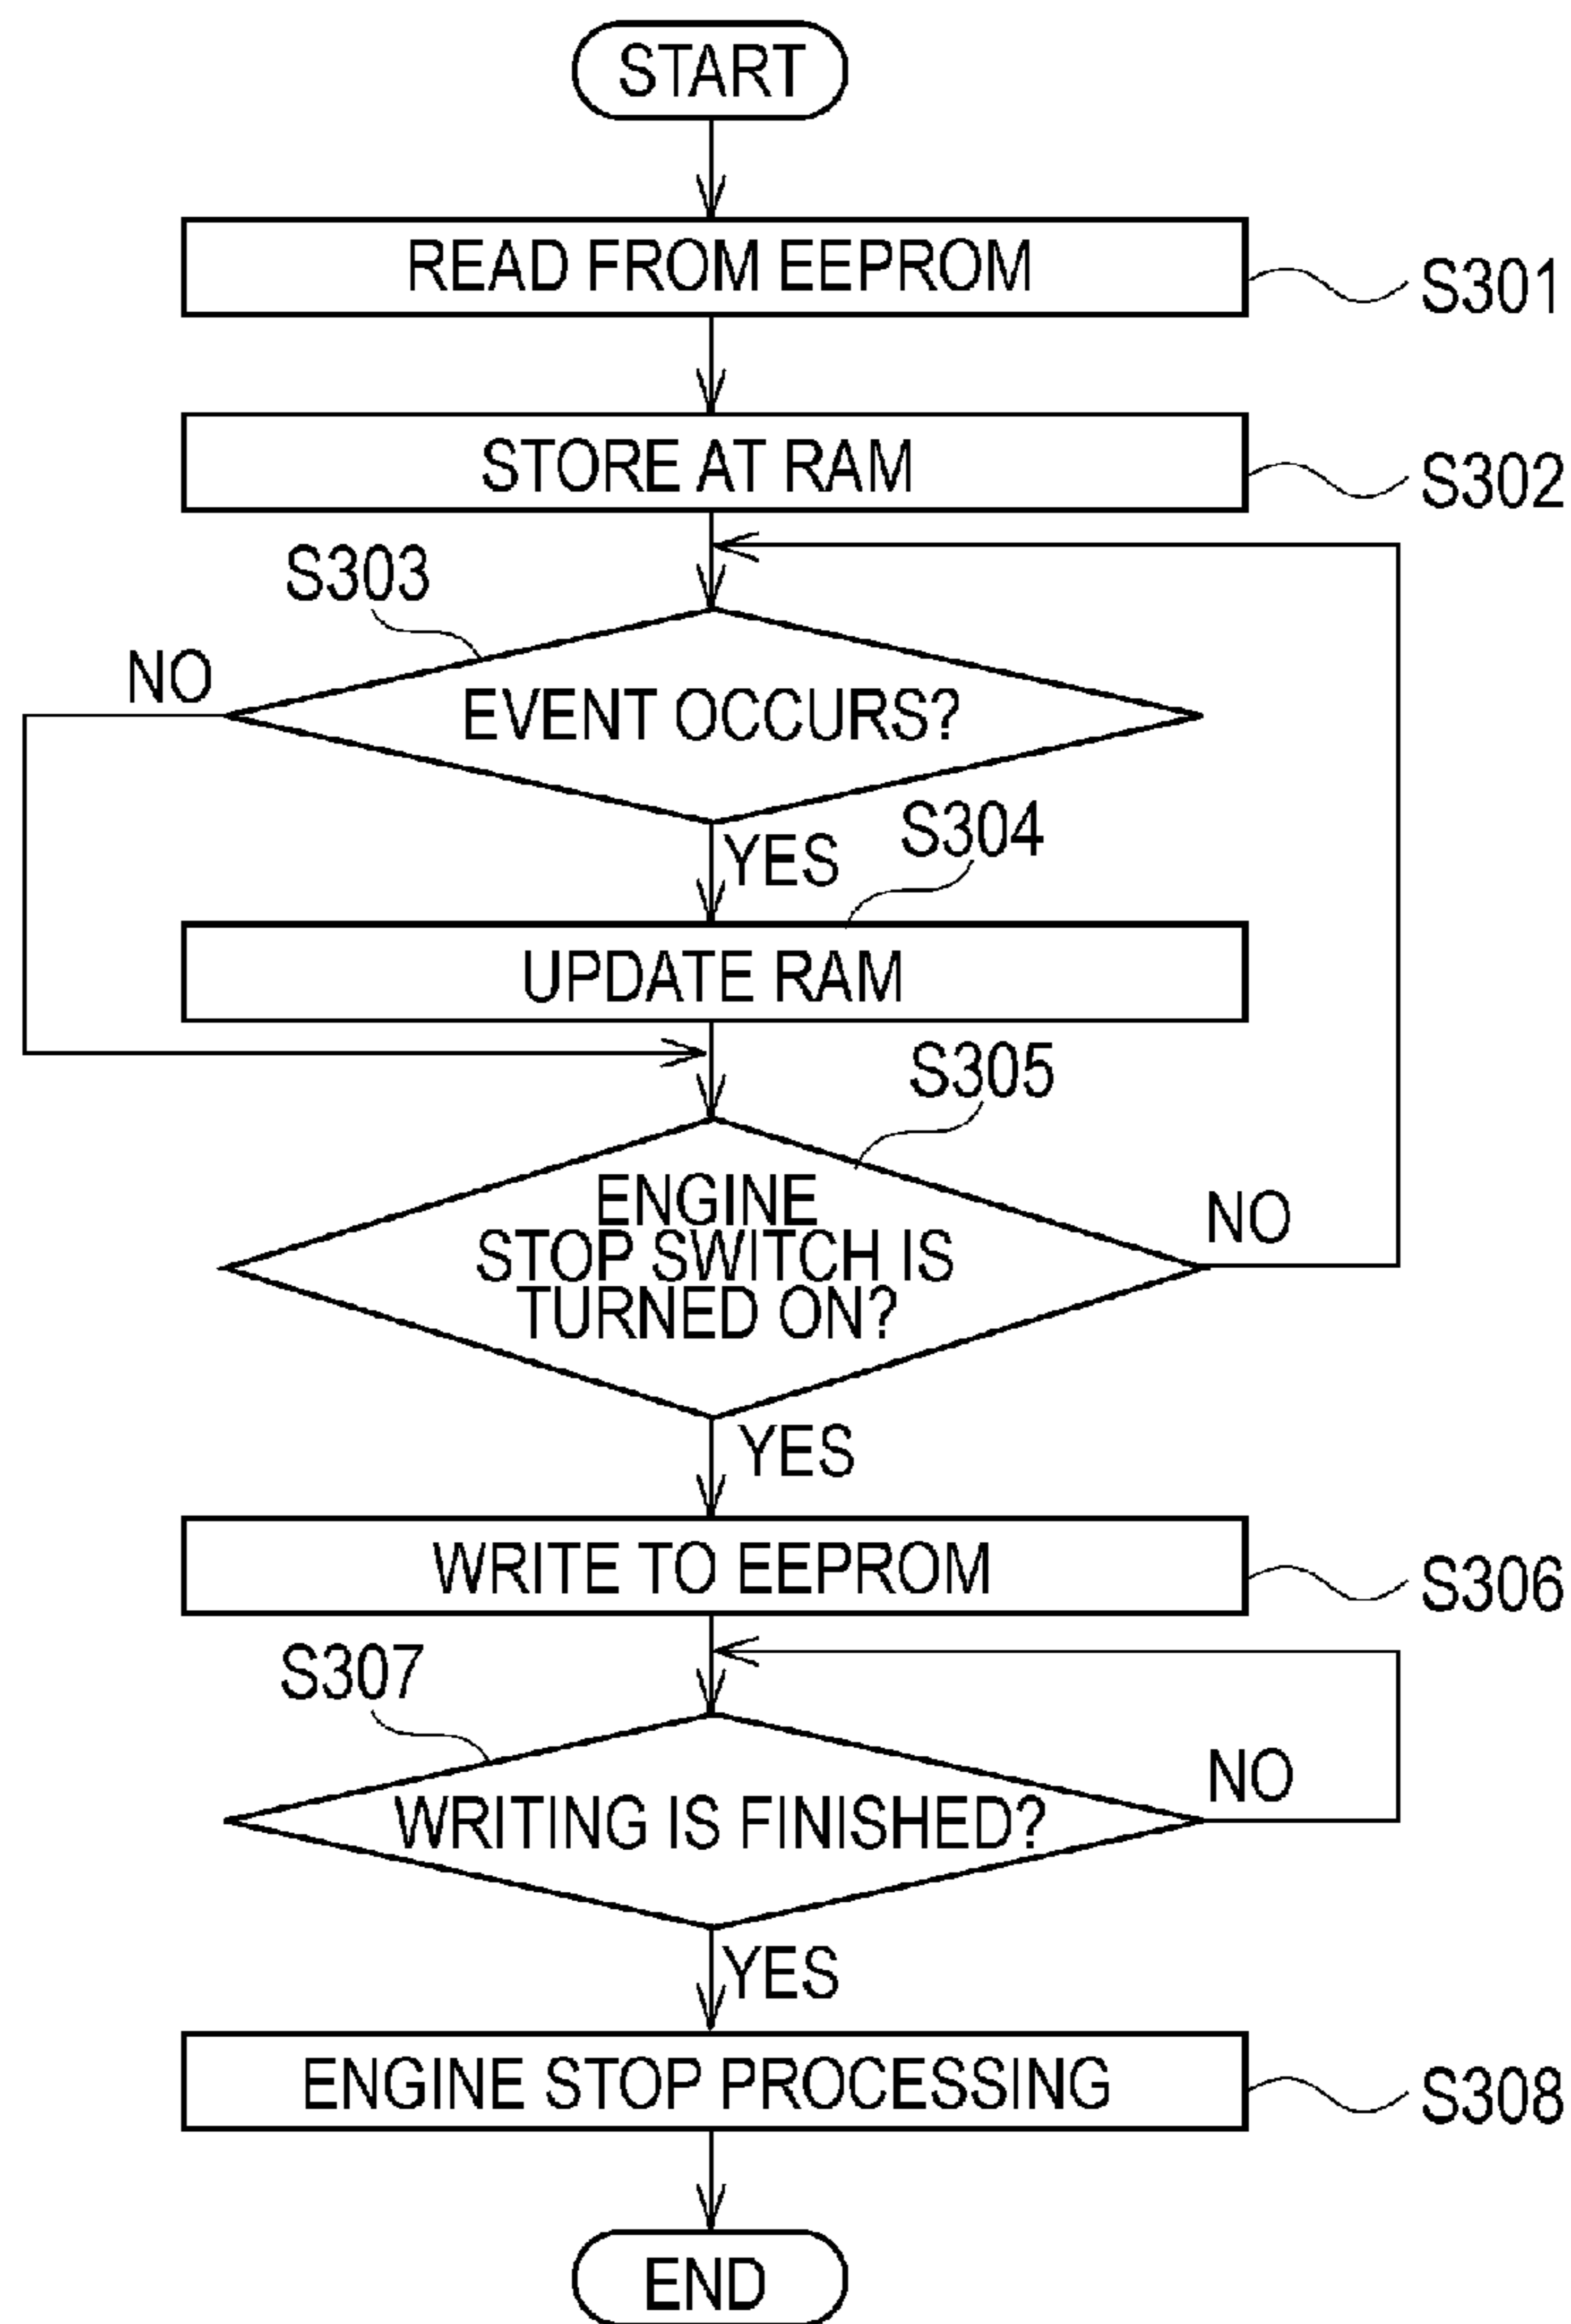 START
READ FROM EEPROM
S301
STORE AT RAM
S302
S303
NO
EVENT OCCURS?
YES
S304
UPDATE RAM
S305
ENGINE
STOP SWITCH IS
TURNED ON?
NO
YES
WRITE TO EEPROM
S306
S307
WRITING IS FINISHED?
NO
YES
ENGINE STOP PROCESSING
S308
END